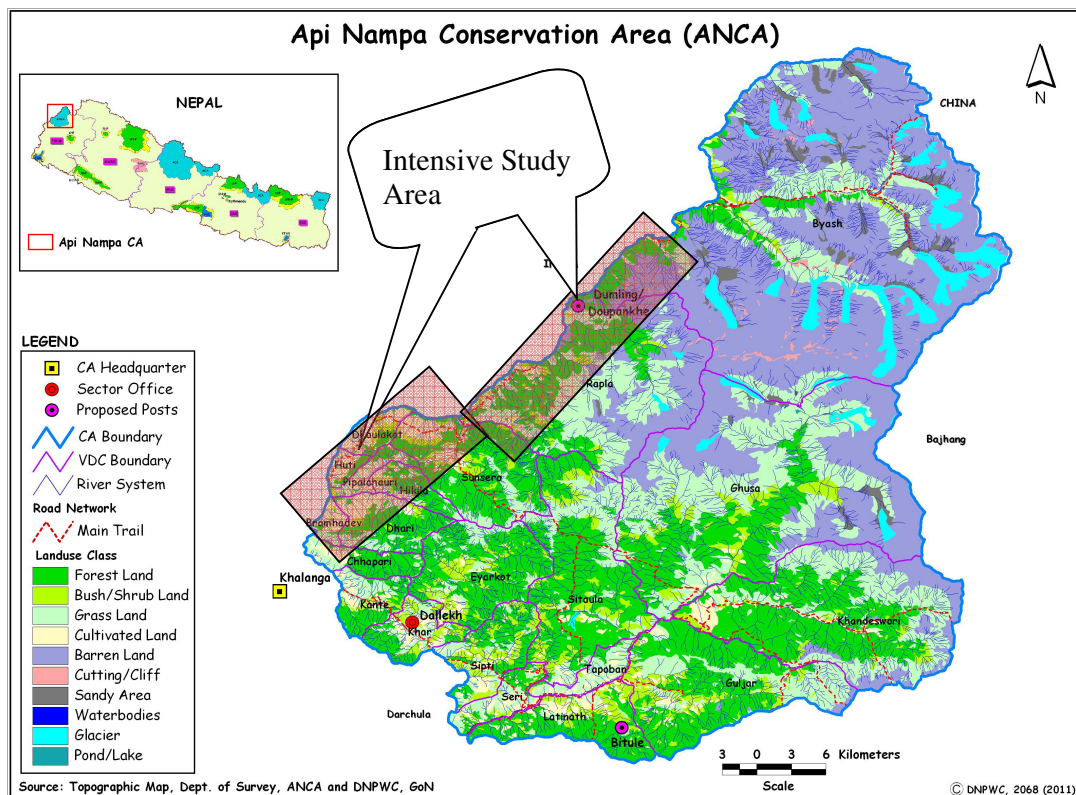 Api Nampa Conservation Area (ANCA)
NEPAL
Api Nampa CA
Intensive Study
Area
N
CHINA
Byash
Dumling/
Doupankhe
Rapla
Bajhang
Dhaulakot
Huti
Pipalchauri
Hikila
Sunsera
Ghusa
Bramhadev
Dhari
Chhapari
Khalanga
Eyarkot
Kante
Dallekh
Khar
Sitaula
Khandeswori
Sipti
Tapoban
Guljar
Seri
Darchula
Latinath
Bitule
LEGEND
CA Headquarter
Sector Office
Proposed Posts
CA Boundary
VDC Boundary
River System
Road Network
Main Trail
Landuse Class
Forest Land
Bush/Shrub Land
Grass Land
Cultivated Land
Barren Land
Cutting/Cliff
Sandy Area
Waterbodies
Glacier
Pond/Lake
3 0 3 6 Kilometers
Scale
Source: Topographic Map, Dept. of Survey, ANCA and DNPWC, GoN
© DNPWC, 2068 (2011)